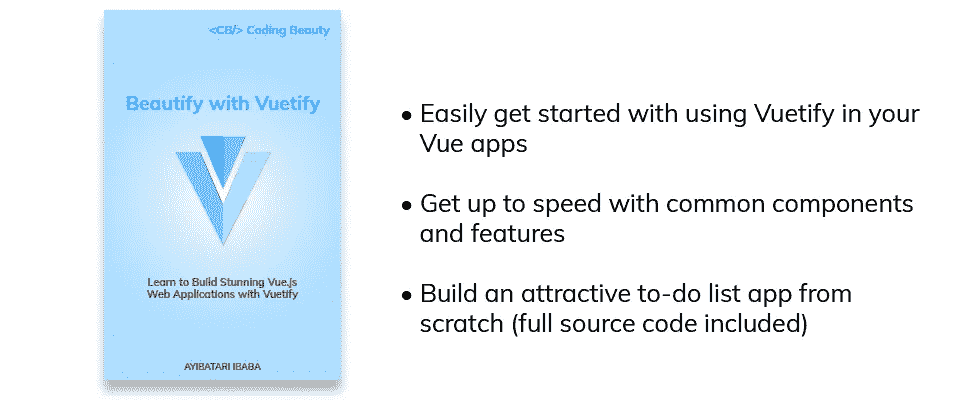 <CB/> Coding Beauty
Beautify with Vuetify
Learn to Build Stunning Vue.js
Web Applications with Vuetify
AYIBATARI IBABA
• Easily get started with using Vuetify in your
Vue apps
• Get up to speed with common components
and features
• Build an attractive to-do list app from
scratch (full source code included)